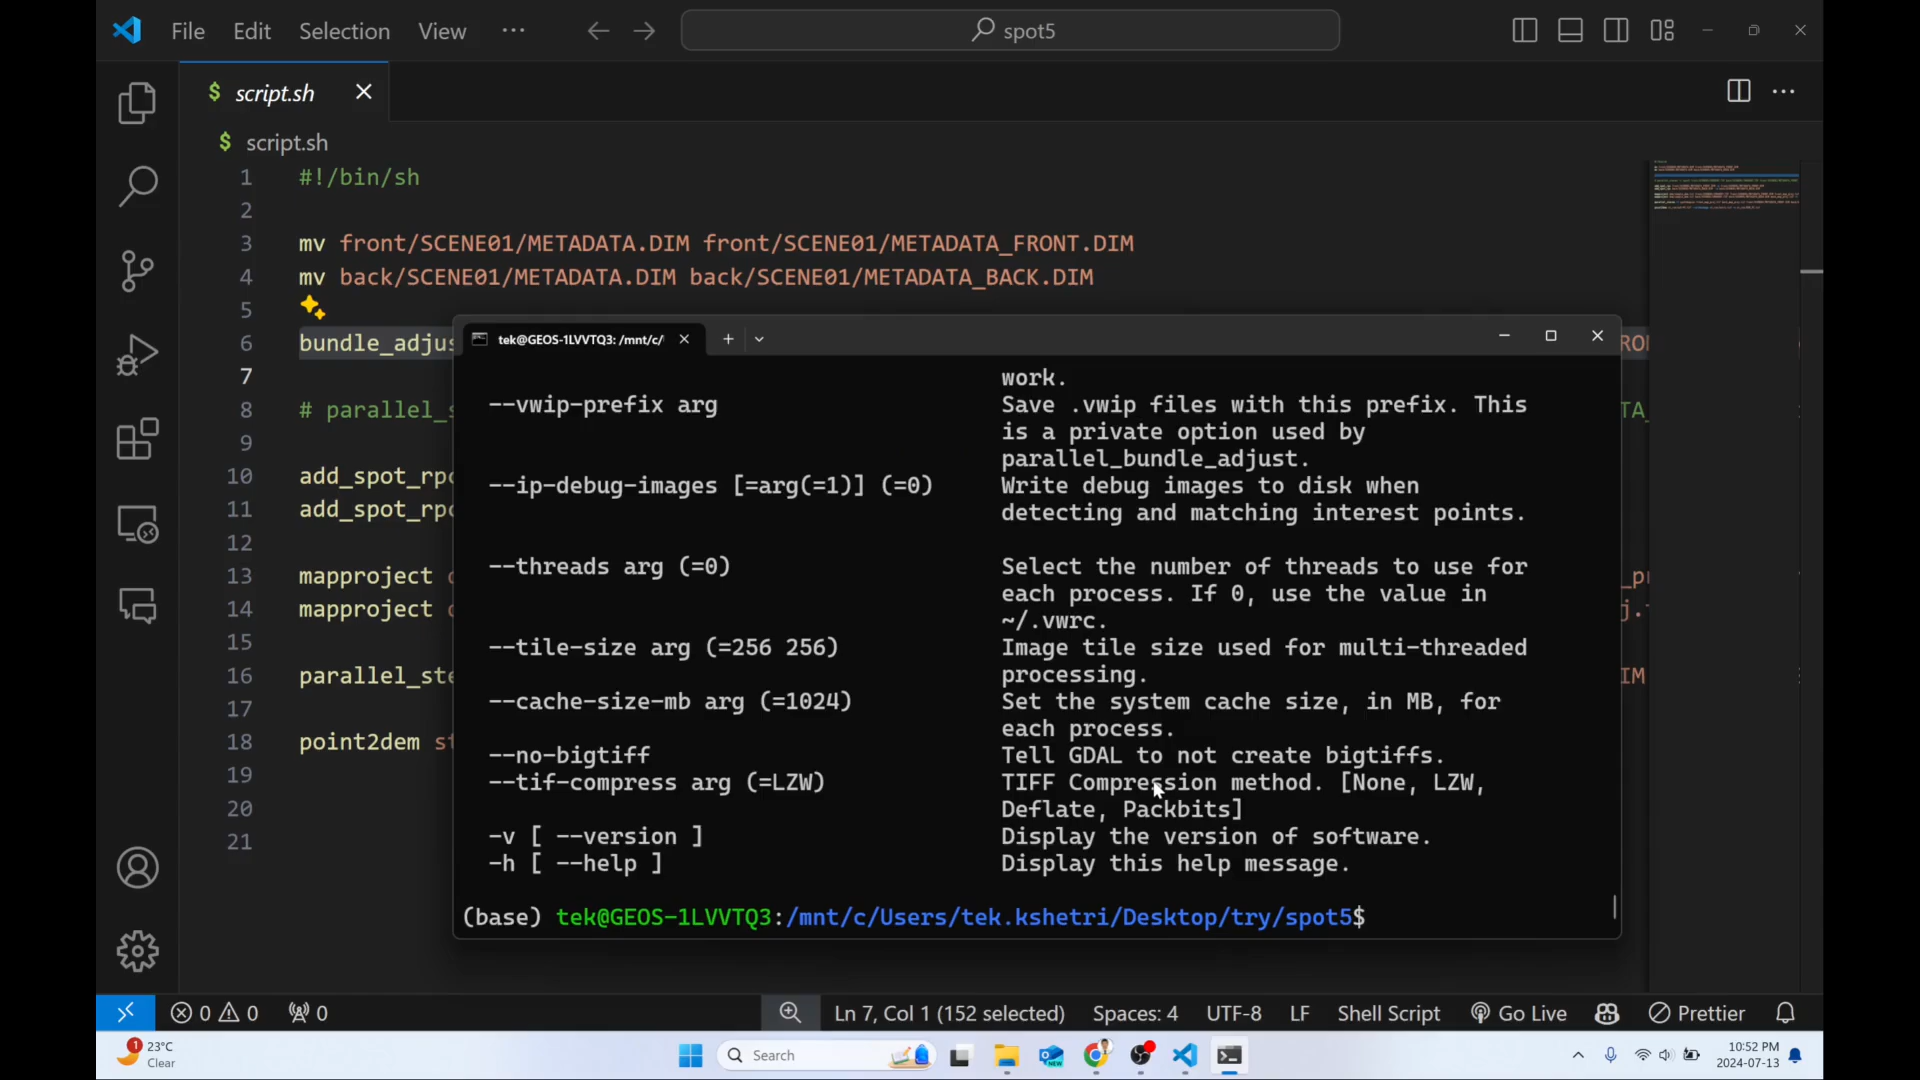 File Edit Selection View ··· spot5
$ script.sh
$ script.sh
1 #!/bin/sh
2
3 mv front/SCENE01/METADATA.DIM front/SCENE01/METADATA_FRONT.DIM
4 mv back/SCENE01/METADATA.DIM back/SCENE01/METADATA_BACK.DIM
5
6 bundle_adjus
7
8 # parallel_s
9
10 add_spot_rpc
11 add_spot_rpc
12
13 mapproject
14 mapproject
15
16 parallel_ste
17
18 point2dem st
19
20
21
tek@GEOS-1LVVTQ3: /mnt/c/
work.
--vwip-prefix arg Save .vwip files with this prefix. This
is a private option used by
parallel_bundle_adjust.
--ip-debug-images [=arg(=1)] (=0) Write debug images to disk when
detecting and matching interest points.
--threads arg (=0) Select the number of threads to use for
each process. If 0, use the value in
~/.vwrc.
--tile-size arg (=256 256) Image tile size used for multi-threaded
processing.
--cache-size-mb arg (=1024) Set the system cache size, in MB, for
each process.
--no-bigtiff Tell GDAL to not create bigtiffs.
--tif-compress arg (=LZW) TIFF Compression method. [None, LZW,
Deflate, Packbits]
-v [ --version ] Display the version of software.
-h [ --help ] Display this help message.
(base) tek@GEOS-1LVVTQ3:/mnt/c/Users/tek.kshetri/Desktop/try/spot5$
0 0 0 Ln 7, Col 1 (152 selected) Spaces: 4 UTF-8 LF Shell Script Go Live Prettier
1 23°C
Clear
Search
10:52 PM
2024-07-13